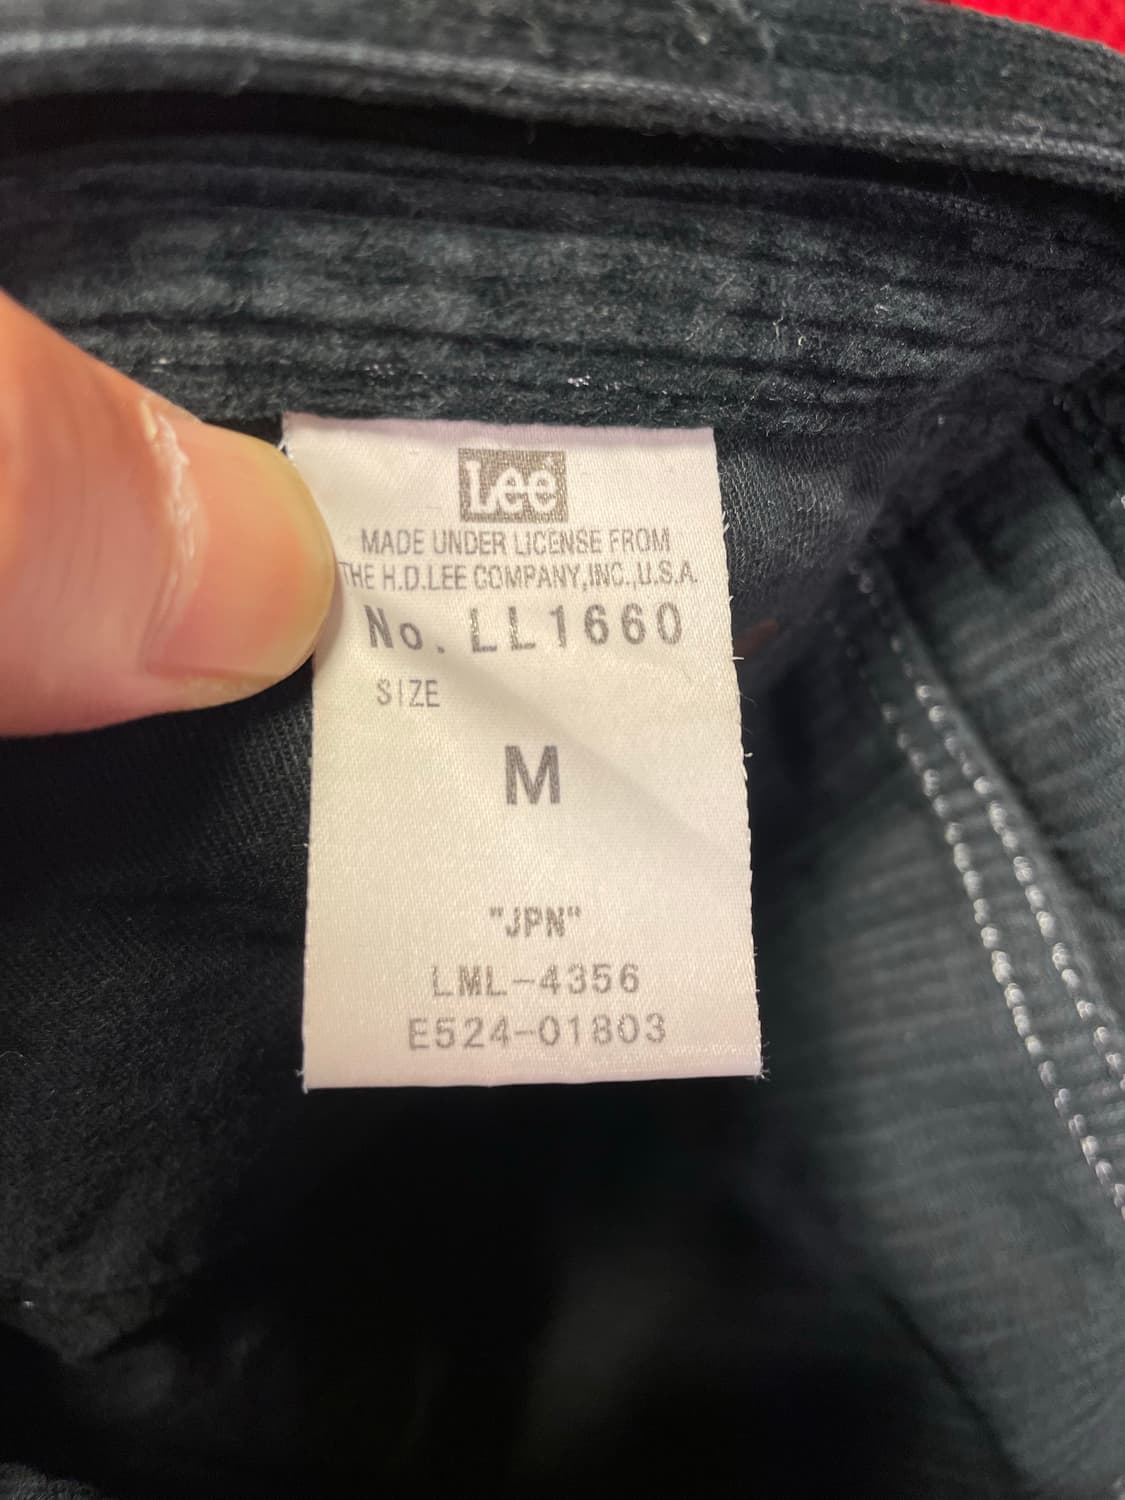 Lee
MADE UNDER LICENSE FROM
THE H.D.LEE COMPANY,INC.,U.S.A.
No. LL1660
SIZE
M
"JPN"
LML-4356
E524-01803